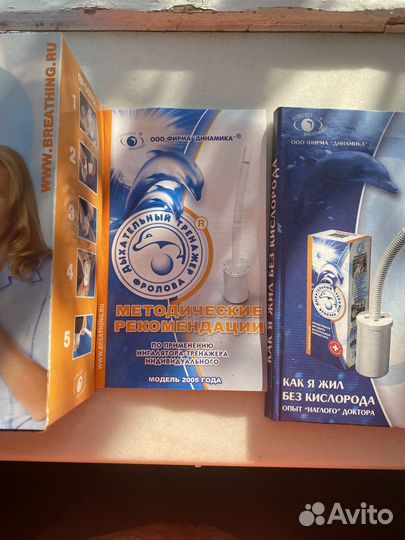 WWW.BREATHING.RU
1
2
3
4
5
ООО ФИРМА "ДИНАМИКА"®
ДЫХАТЕЛЬНЫЙ ТРЕНАЖЕР
ФРОЛОВА
®
WWW.BREATHING.RU
МЕТОДИЧЕСКИЕ
РЕКОМЕНДАЦИИ
ПО ПРИМЕНЕНИЮ
ИНГАЛЯТОРА-ТРЕНАЖЕРА
ИНДИВИДУАЛЬНОГО
МОДЕЛЬ 2005 ГОДА
КАК Я ЖИЛ БЕЗ КИСЛОРОДА
ООО ФИРМА "ДИНАМИКА"
КАК Я ЖИЛ
БЕЗ КИСЛОРОДА
ОПЫТ "НАГЛОГО" ДОКТОРА
Avito